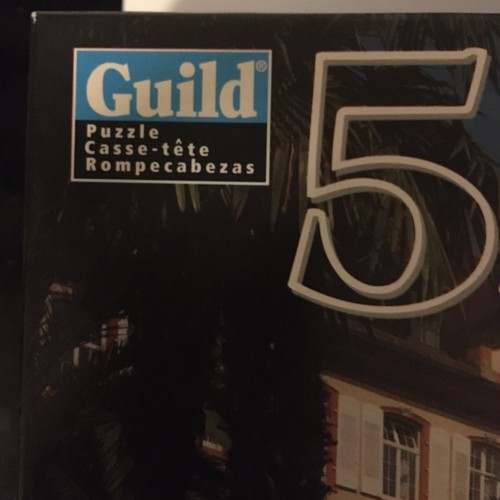 Guild®
Puzzle
Casse-tête
Rompecabezas
5